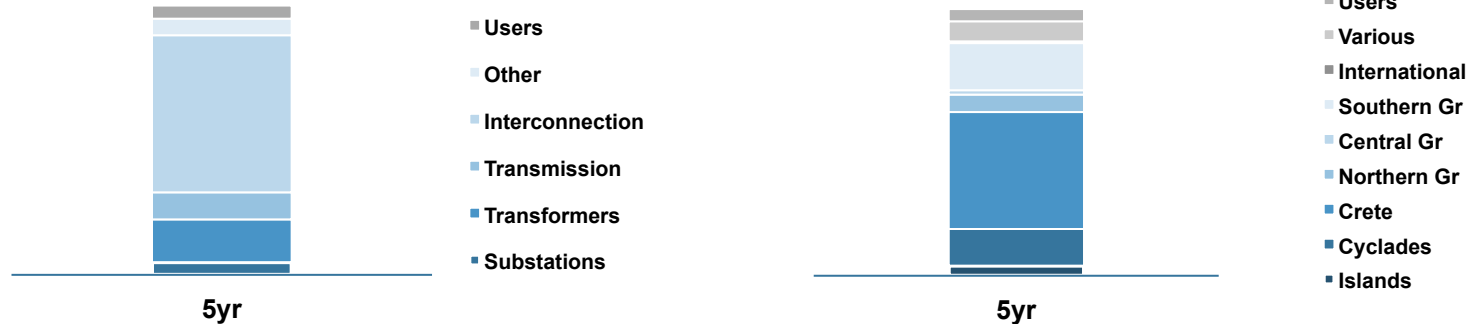 Users
Other
Interconnection
Transmission
Transformers
Substations
5yr
Users
Various
International
Southern Gr
Central Gr
Northern Gr
Crete
Cyclades
Islands
5yr